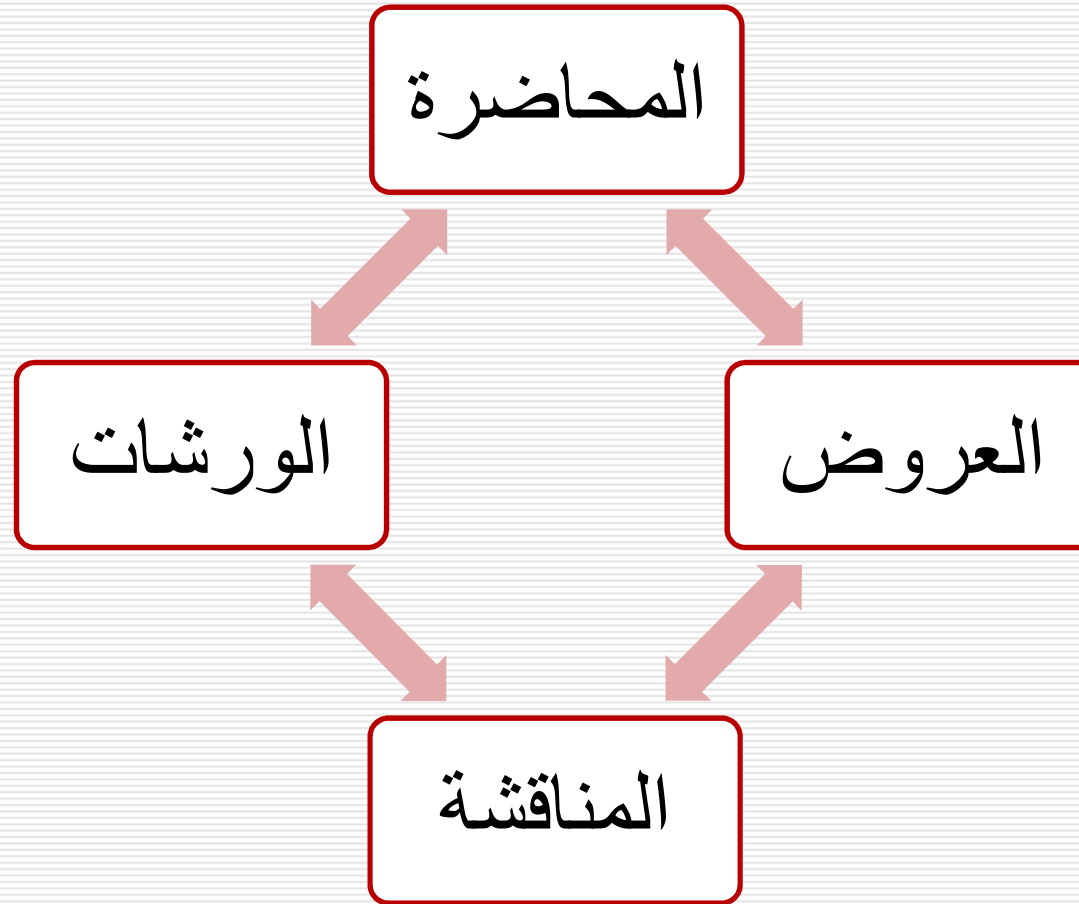 المحاضرة
العروض
الورشات
المناقشة